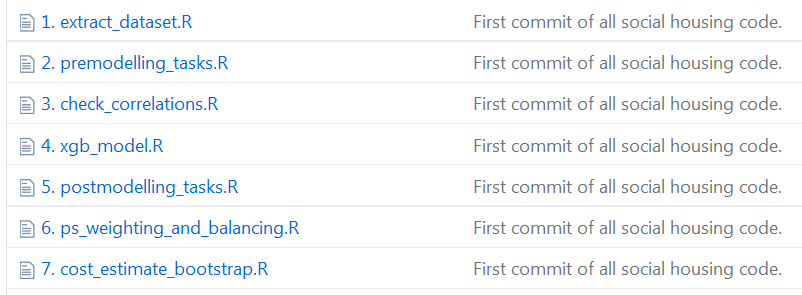 1. extract_dataset.R First commit of all social housing code.
2. premodelling_tasks.R First commit of all social housing code.
3. check_correlations.R First commit of all social housing code.
4. xgb_model.R First commit of all social housing code.
5. postmodelling_tasks.R First commit of all social housing code.
6. ps_weighting_and_balancing.R First commit of all social housing code.
7. cost_estimate_bootstrap.R First commit of all social housing code.